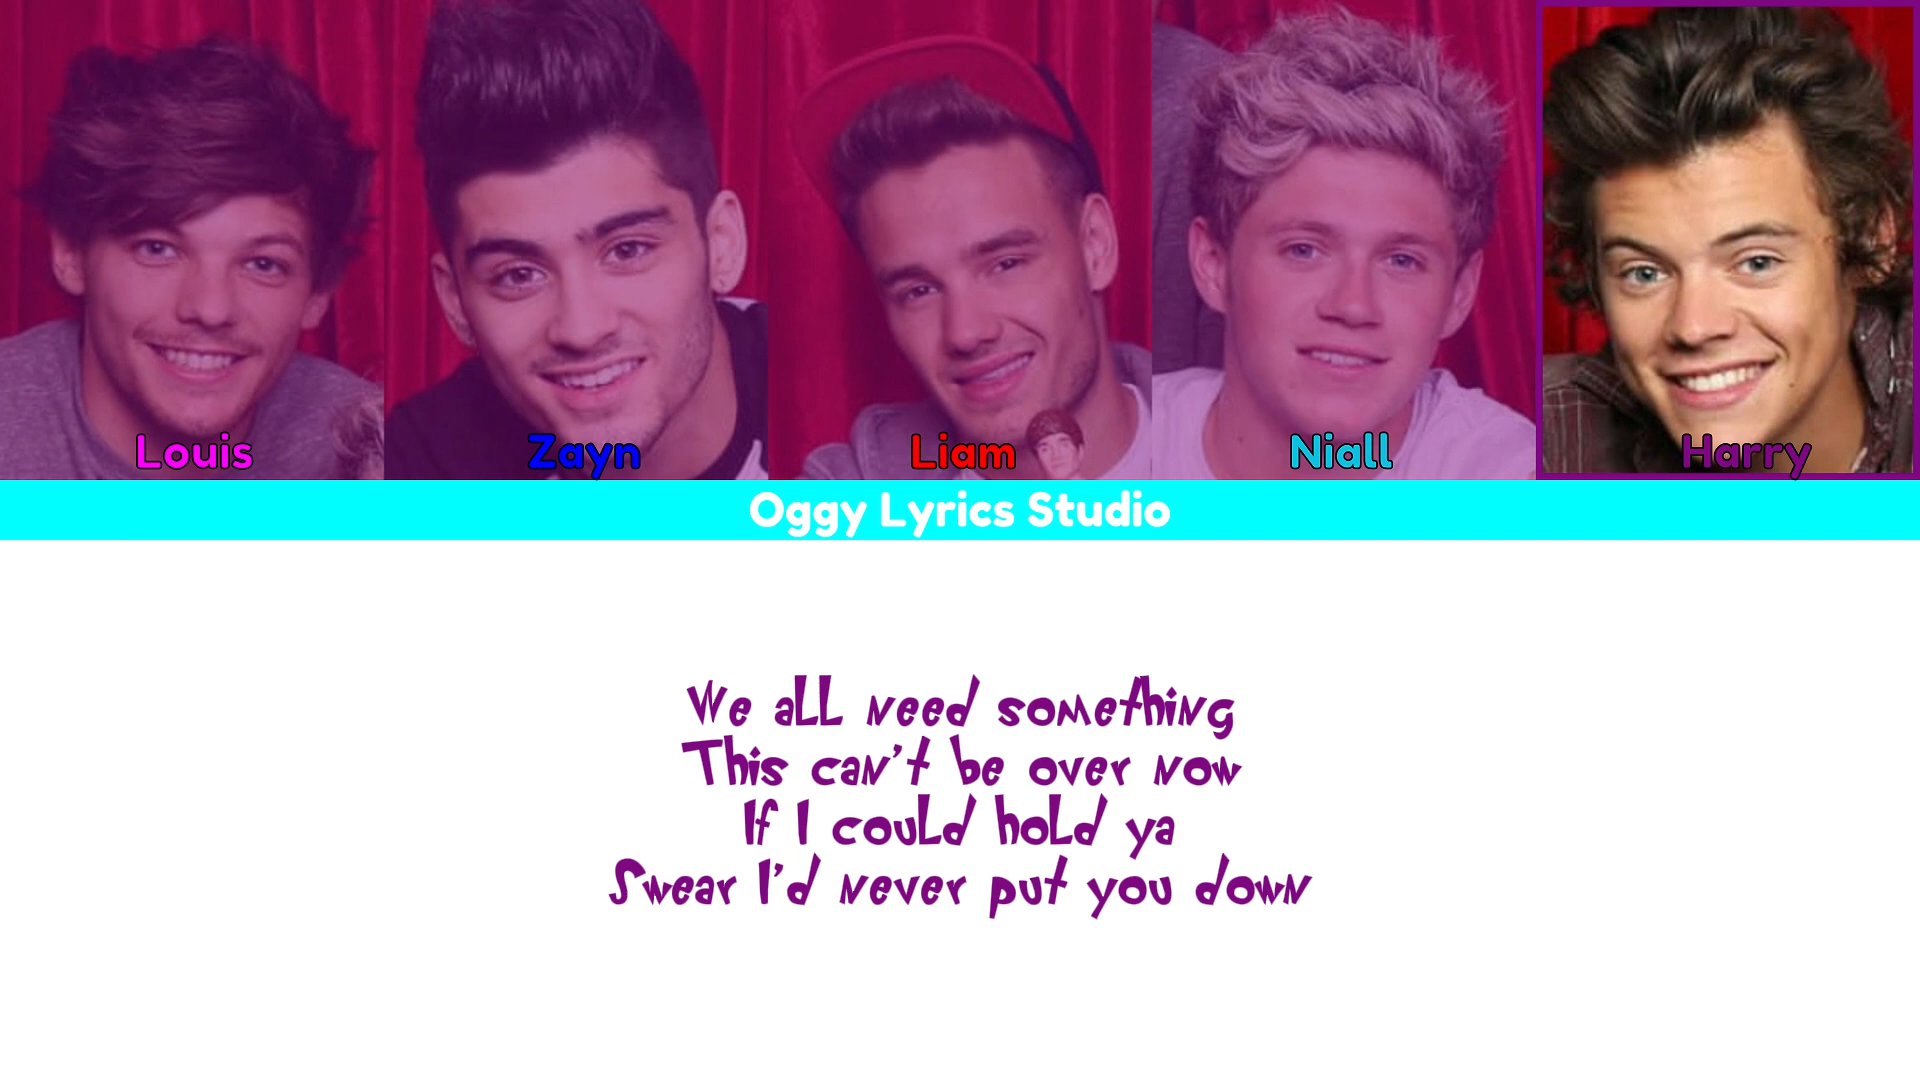 Louis
Zayn
Liam
Niall
Harry
Oggy Lyrics Studio
We all need something
This can't be over now
If I could hold ya
Swear I'd never put you down